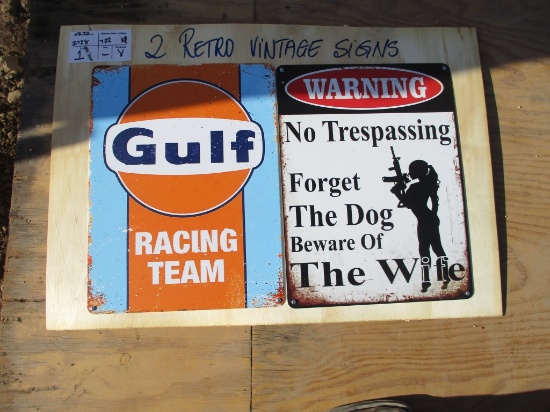 2 RETRO VINTAGE SIGNS
Gulf
RACING
TEAM
WARNING
No Trespassing
Forget
The Dog
Beware Of
The Wife